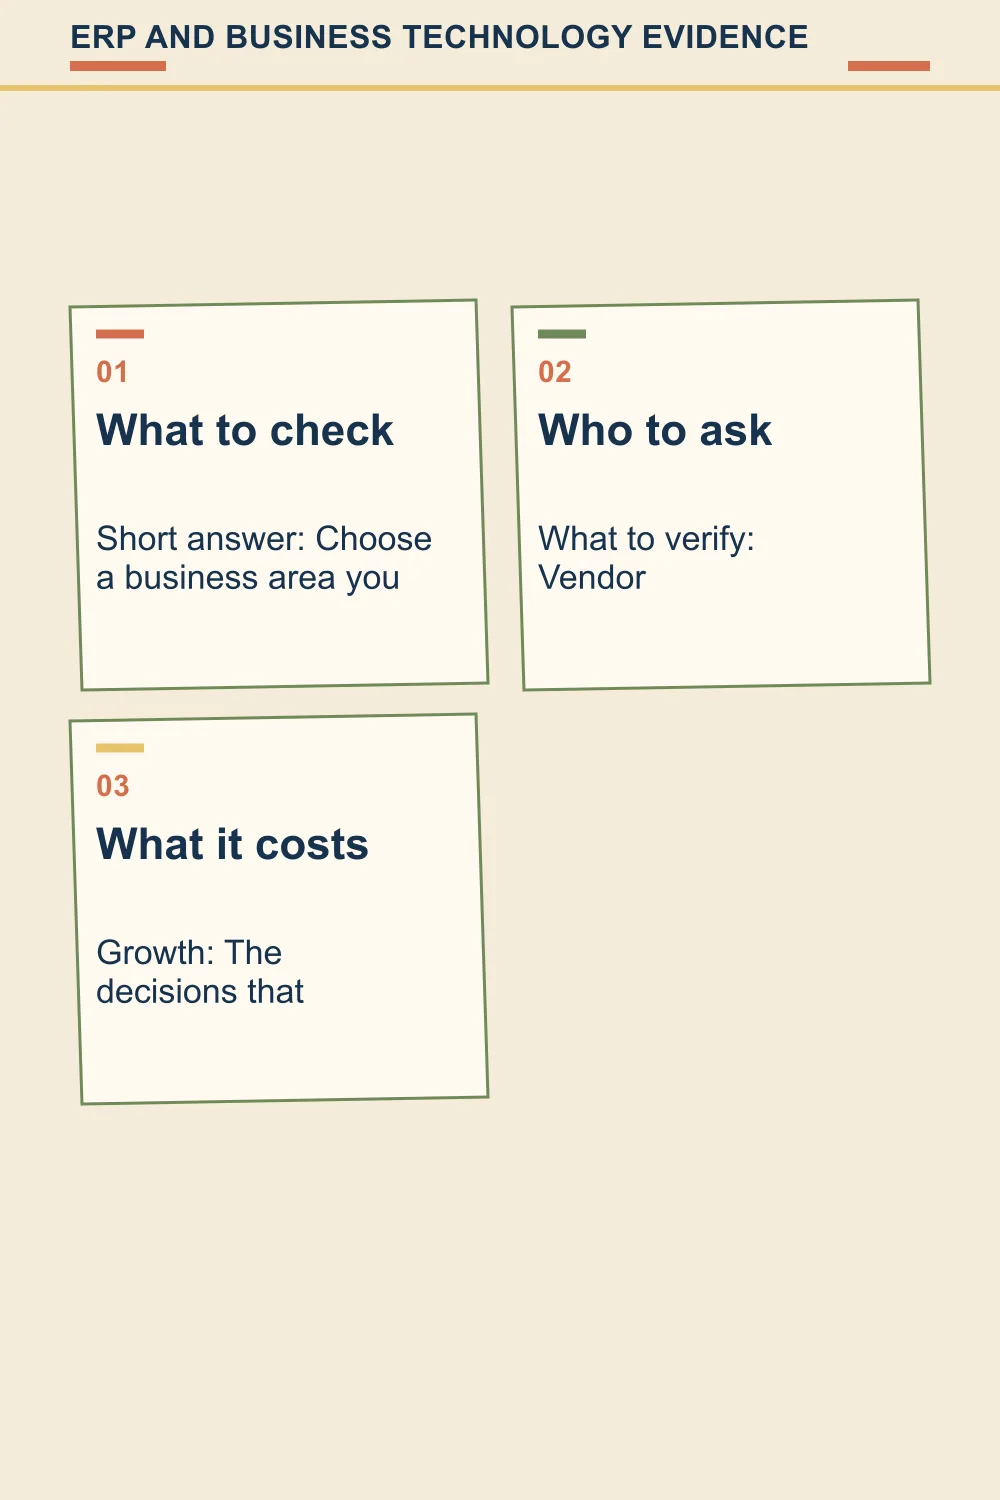 ERP AND BUSINESS TECHNOLOGY EVIDENCE
01
What to check
Short answer: Choose
a business area you
02
Who to ask
What to verify:
Vendor
03
What it costs
Growth: The
decisions that